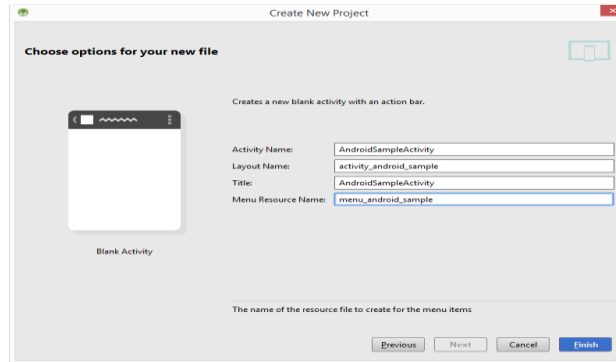 Create New Project
Choose options for your new file
Creates a new blank activity with an action bar.
Activity Name: AndroidSampleActivity
Layout Name: activity_android_sample
Title: AndroidSampleActivity
Menu Resource Name: menu_android_sample
Blank Activity
The name of the resource file to create for the menu items
Previous Next Cancel Finish